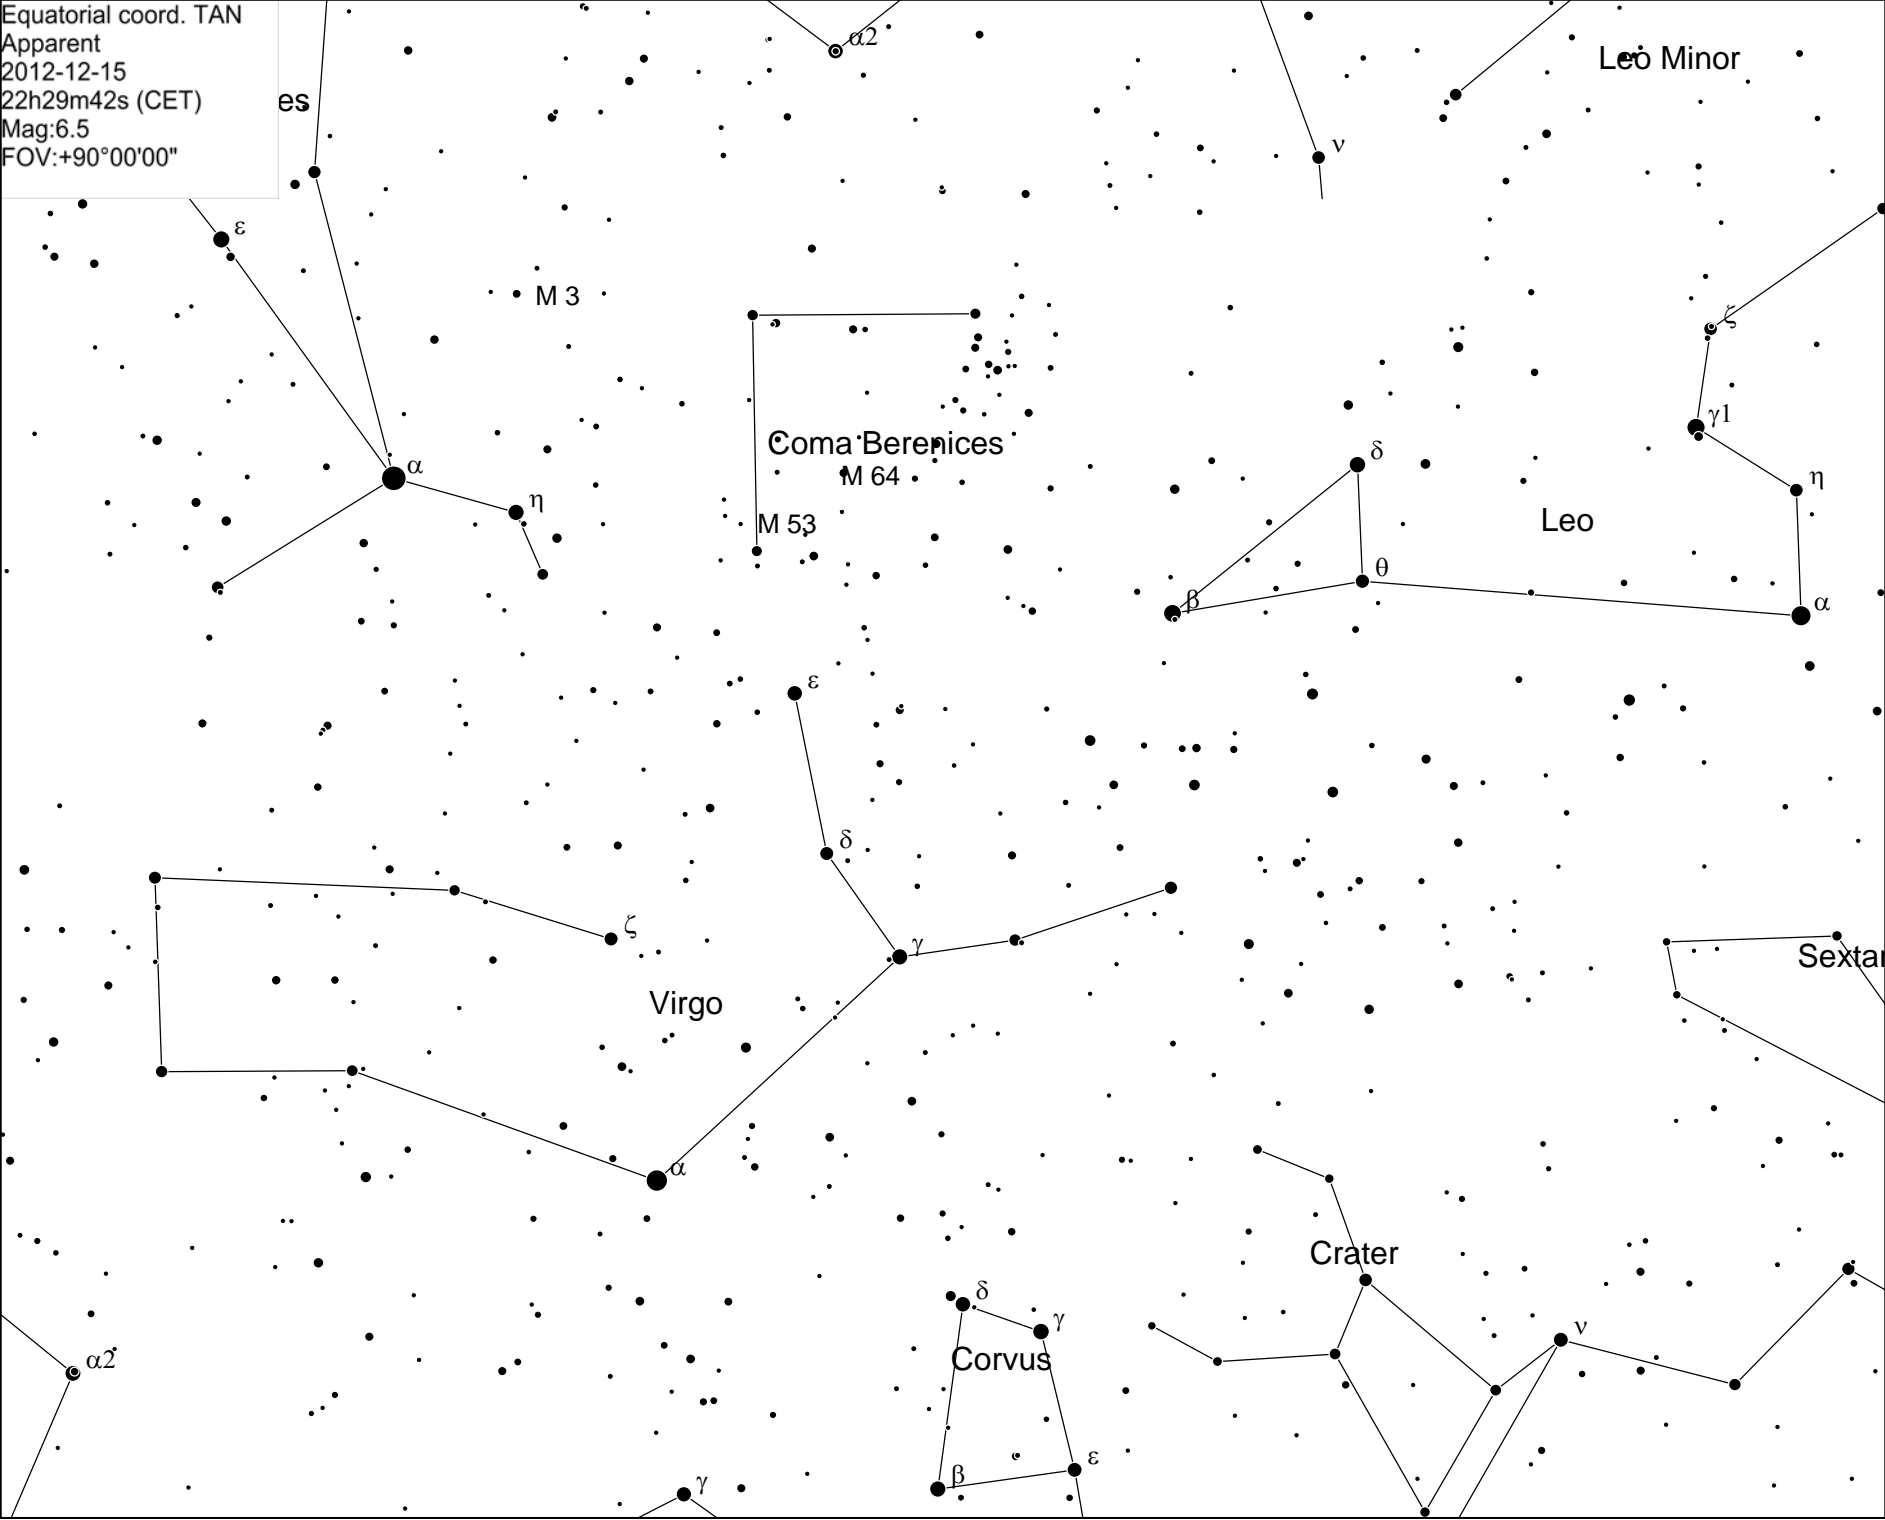 Equatorial coord. TAN
Apparent
2012-12-15
22h29m42s (CET)
Mag:6.5
FOV:+90°00'00"
es
α2
Leo Minor
ν
ε
M 3
ζ
γ1
Coma Berenices
α
δ
M 64
η
η
M 53
Leo
θ
β
α
ε
δ
ζ
γ
Sextan
Virgo
α
Crater
δ
γ
ν
Corvus
α2
ε
β
γ